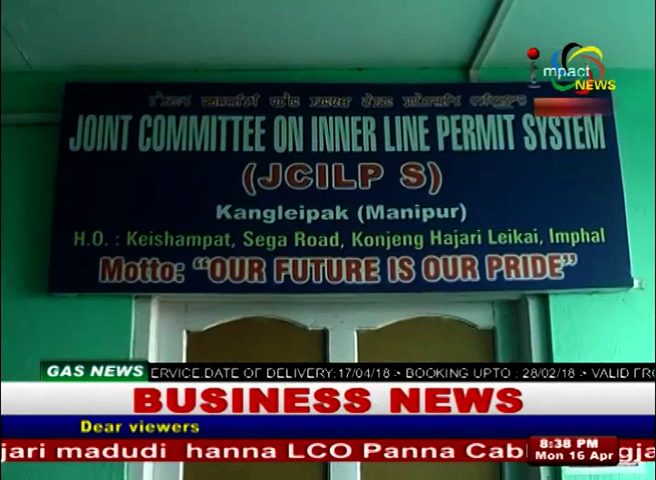 Impact
NEWS
JOINT COMMITTEE ON INNER LINE PERMIT SYSTEM
(JCILP S)
Kangleipak (Manipur)
H.O. : Keishampat, Sega Road, Konjeng Hajari Leikai, Imphal
Motto: “OUR FUTURE IS OUR PRIDE”
GAS NEWS
ERVICE.DATE OF DELIVERY:17/04/18 > BOOKING UPTO : 28/02/18 > VALID FRO
BUSINESS NEWS
Dear viewers
jari madudi hanna LCO Panna Cab
8:38 PM
Mon 16 Apr